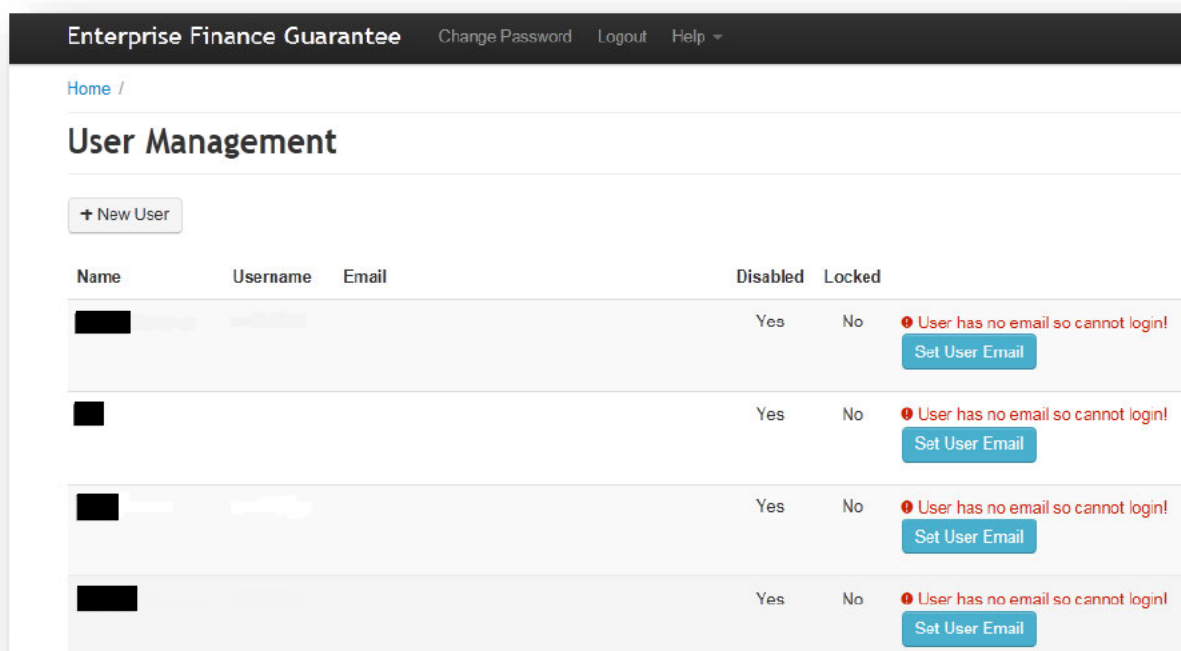 Enterprise Finance Guarantee Change Password Logout Help
Home /
User Management
+ New User
Name Username Email Disabled Locked
Yes No User has no email so cannot login!
Set User Email
Yes No User has no email so cannot login!
Set User Email
Yes No User has no email so cannot login!
Set User Email
Yes No User has no email so cannot login!
Set User Email